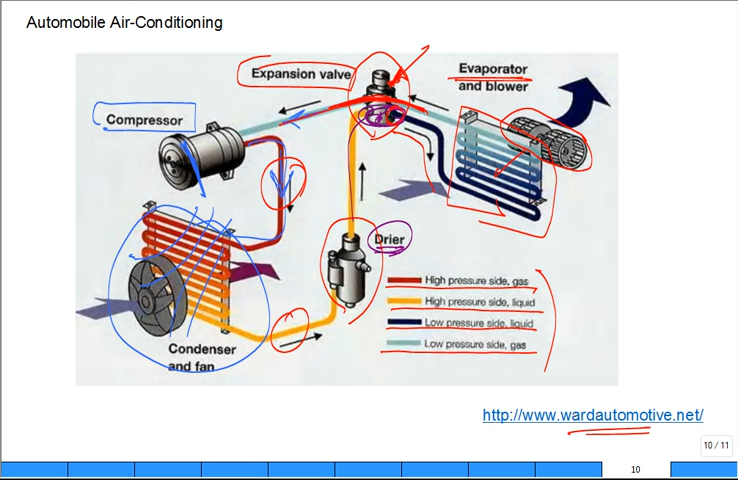 Automobile Air-Conditioning
Expansion valve
Evaporator
and blower
Compressor
Drier
High pressure side, gas
High pressure side, liquid
Low pressure side, liquid
Low pressure side, gas
Condenser
and fan
http://www.wardautomotive.net/
10 / 11
10